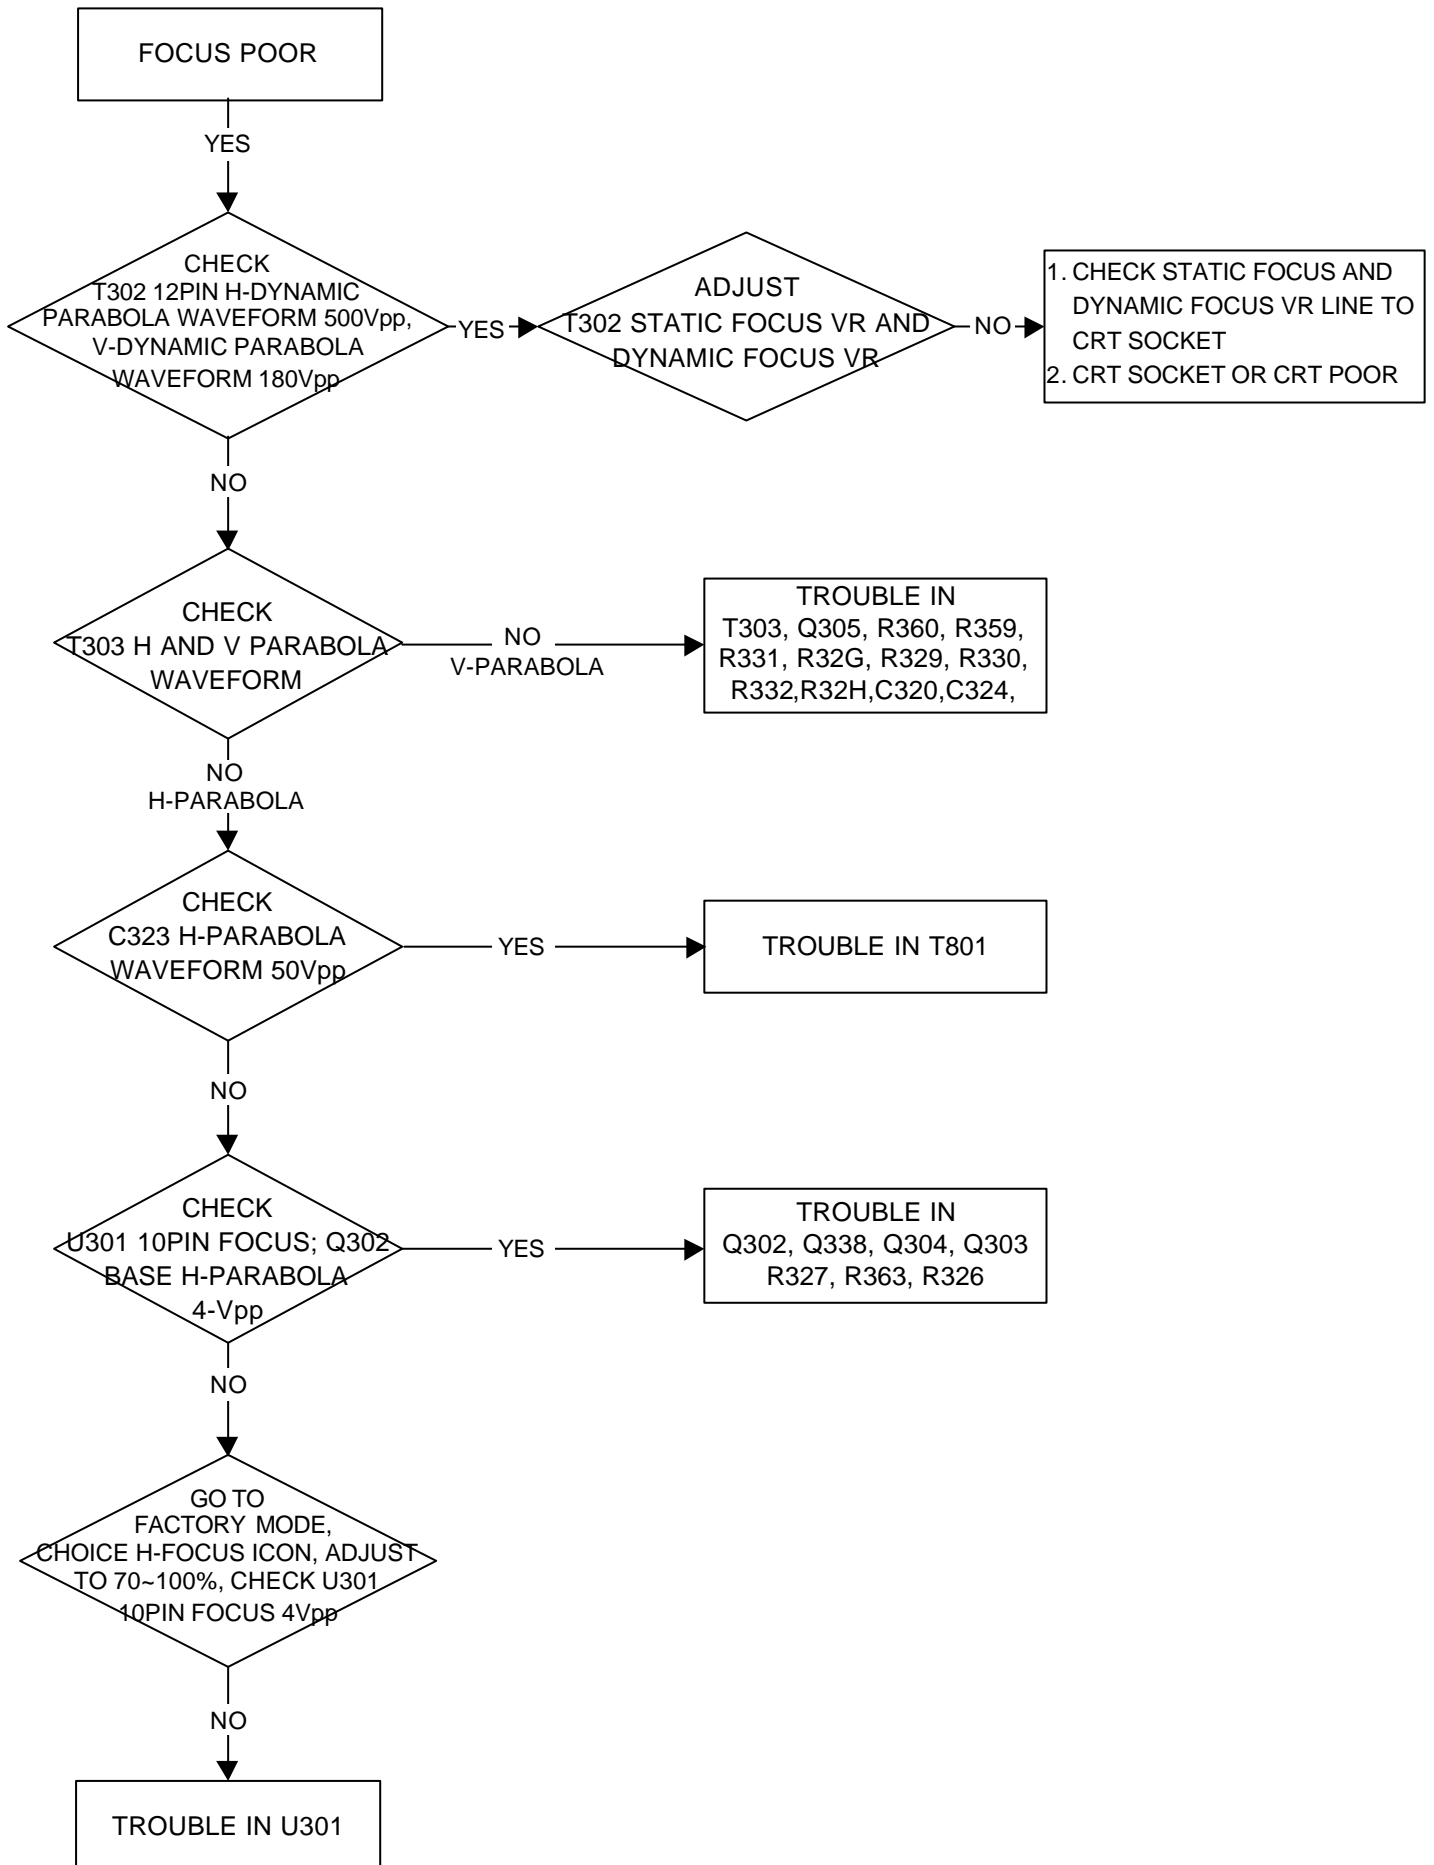 FOCUS POOR
YES
CHECK
T302 12PIN H-DYNAMIC
PARABOLA WAVEFORM 500Vpp,
V-DYNAMIC PARABOLA
WAVEFORM 180Vpp
YES
ADJUST
T302 STATIC FOCUS VR AND
DYNAMIC FOCUS VR
NO
1. CHECK STATIC FOCUS AND
DYNAMIC FOCUS VR LINE TO
CRT SOCKET
2. CRT SOCKET OR CRT POOR
NO
CHECK
T303 H AND V PARABOLA
WAVEFORM
NO
V-PARABOLA
TROUBLE IN
T303, Q305, R360, R359,
R331, R32G, R329, R330,
R332,R32H,C320,C324,
NO
H-PARABOLA
CHECK
C323 H-PARABOLA
WAVEFORM 50Vpp
YES
TROUBLE IN T801
NO
CHECK
U301 10PIN FOCUS; Q302
BASE H-PARABOLA
4-Vpp
YES
TROUBLE IN
Q302, Q338, Q304, Q303
R327, R363, R326
NO
GO TO
FACTORY MODE,
CHOICE H-FOCUS ICON, ADJUST
TO 70~100%, CHECK U301
10PIN FOCUS 4Vpp
NO
TROUBLE IN U301